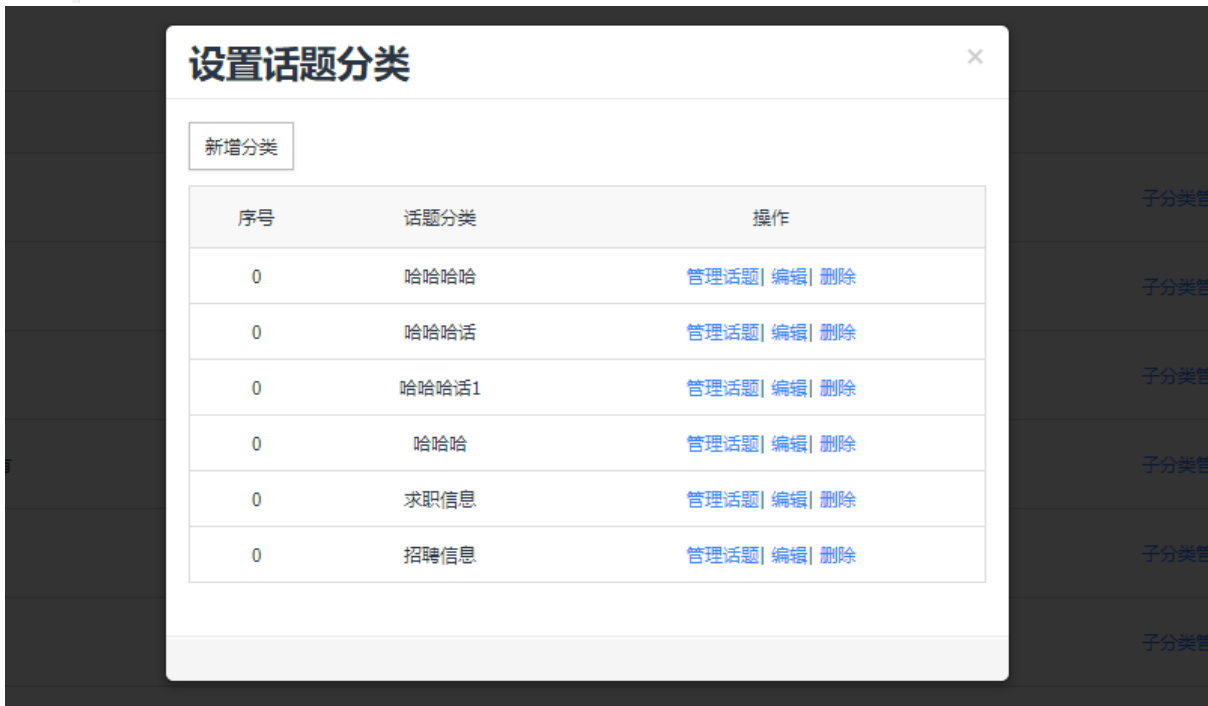 设置话题分类 ×
新增分类
序号 话题分类 操作
0 哈哈哈哈 管理话题| 编辑| 删除
0 哈哈哈话 管理话题| 编辑| 删除
0 哈哈哈话1 管理话题| 编辑| 删除
0 哈哈哈 管理话题| 编辑| 删除
0 求职信息 管理话题| 编辑| 删除
0 招聘信息 管理话题| 编辑| 删除
子分类管
子分类管
子分类管
子分类管
子分类管
子分类管